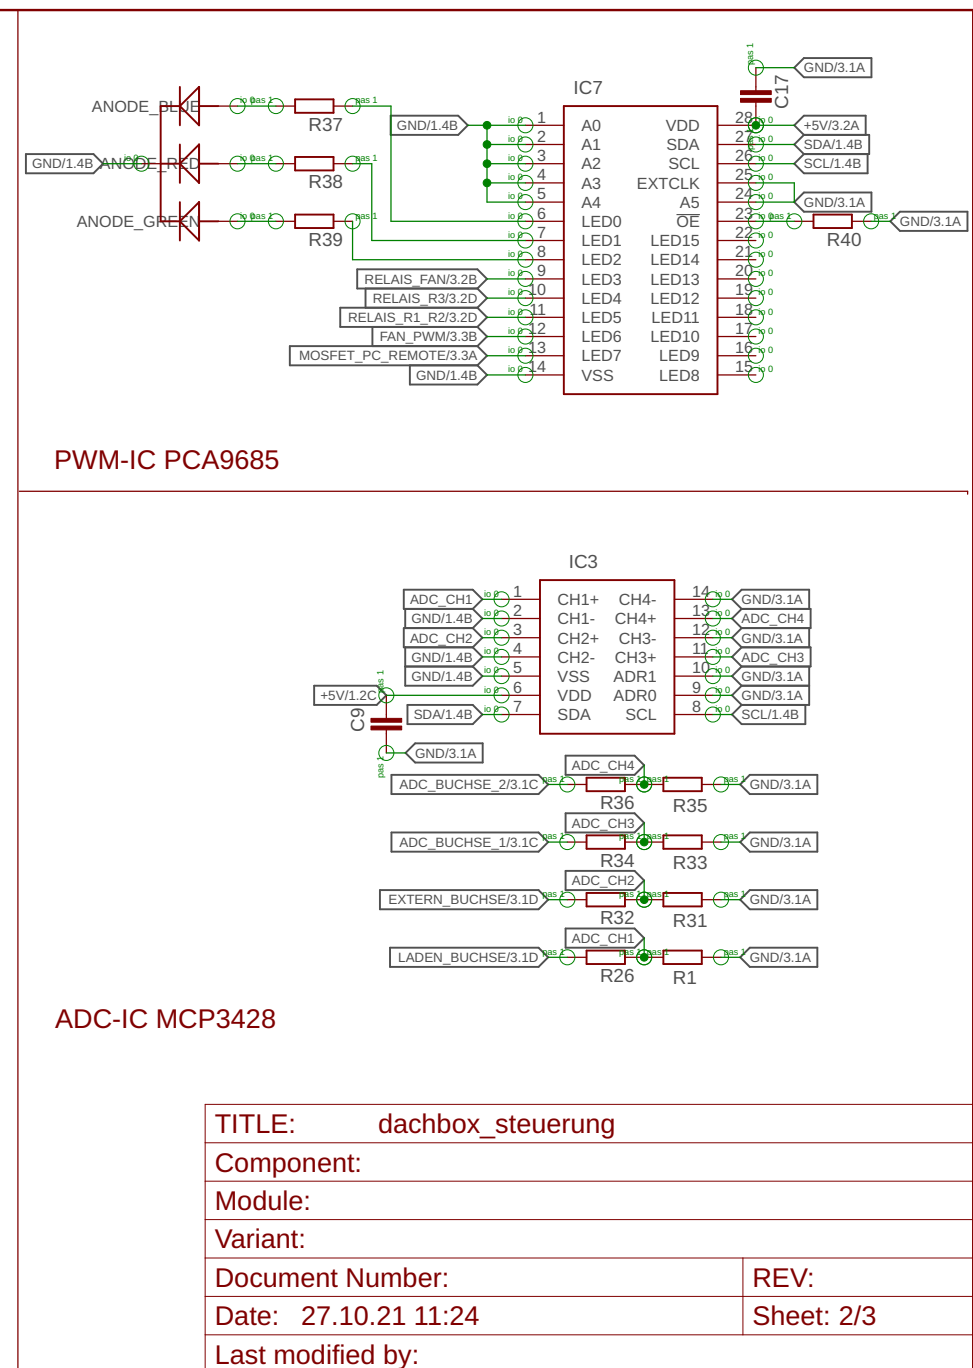 IC7
ANODE_BLUE
R37
ANODE_RED
R38
ANODE_GREEN
R39
GND/1.4B
GND/1.4B
RELAIS_FAN/3.2B
RELAIS_R3/3.2D
RELAIS_R1_R2/3.2D
FAN_PWM/3.3B
MOSFET_PC_REMOTE/3.3A
GND/1.4B
1 A0 VDD 28
2 A1 SDA 27
3 A2 SCL 26
4 A3 EXTCLK 25
5 A4 A5 24
6 LED0 OE 23
7 LED1 LED15 22
8 LED2 LED14 21
9 LED3 LED13 20
10 LED4 LED12 19
11 LED5 LED11 18
12 LED6 LED10 17
13 LED7 LED9 16
14 VSS LED8 15
C17
GND/3.1A
+5V/3.2A
SDA/1.4B
SCL/1.4B
GND/3.1A
R40
GND/3.1A
PWM-IC PCA9685
IC3
ADC_CH1 1 CH1+ CH4- 14 GND/3.1A
GND/1.4B 2 CH1- CH4+ 13 ADC_CH4
ADC_CH2 3 CH2+ CH3- 12 GND/3.1A
GND/1.4B 4 CH2- CH3+ 11 ADC_CH3
GND/1.4B 5 VSS ADR1 10 GND/3.1A
+5V/1.2C 6 VDD ADR0 9 GND/3.1A
SDA/1.4B 7 SDA SCL 8 SCL/1.4B
C9
GND/3.1A
ADC_CH4
ADC_BUCHSE_2/3.1C R36 R35 GND/3.1A
ADC_CH3
ADC_BUCHSE_1/3.1C R34 R33 GND/3.1A
ADC_CH2
EXTERN_BUCHSE/3.1D R32 R31 GND/3.1A
ADC_CH1
LADEN_BUCHSE/3.1D R26 R1 GND/3.1A
ADC-IC MCP3428
TITLE: dachbox_steuerung
Component:
Module:
Variant:
Document Number: REV:
Date: 27.10.21 11:24 Sheet: 2/3
Last modified by: